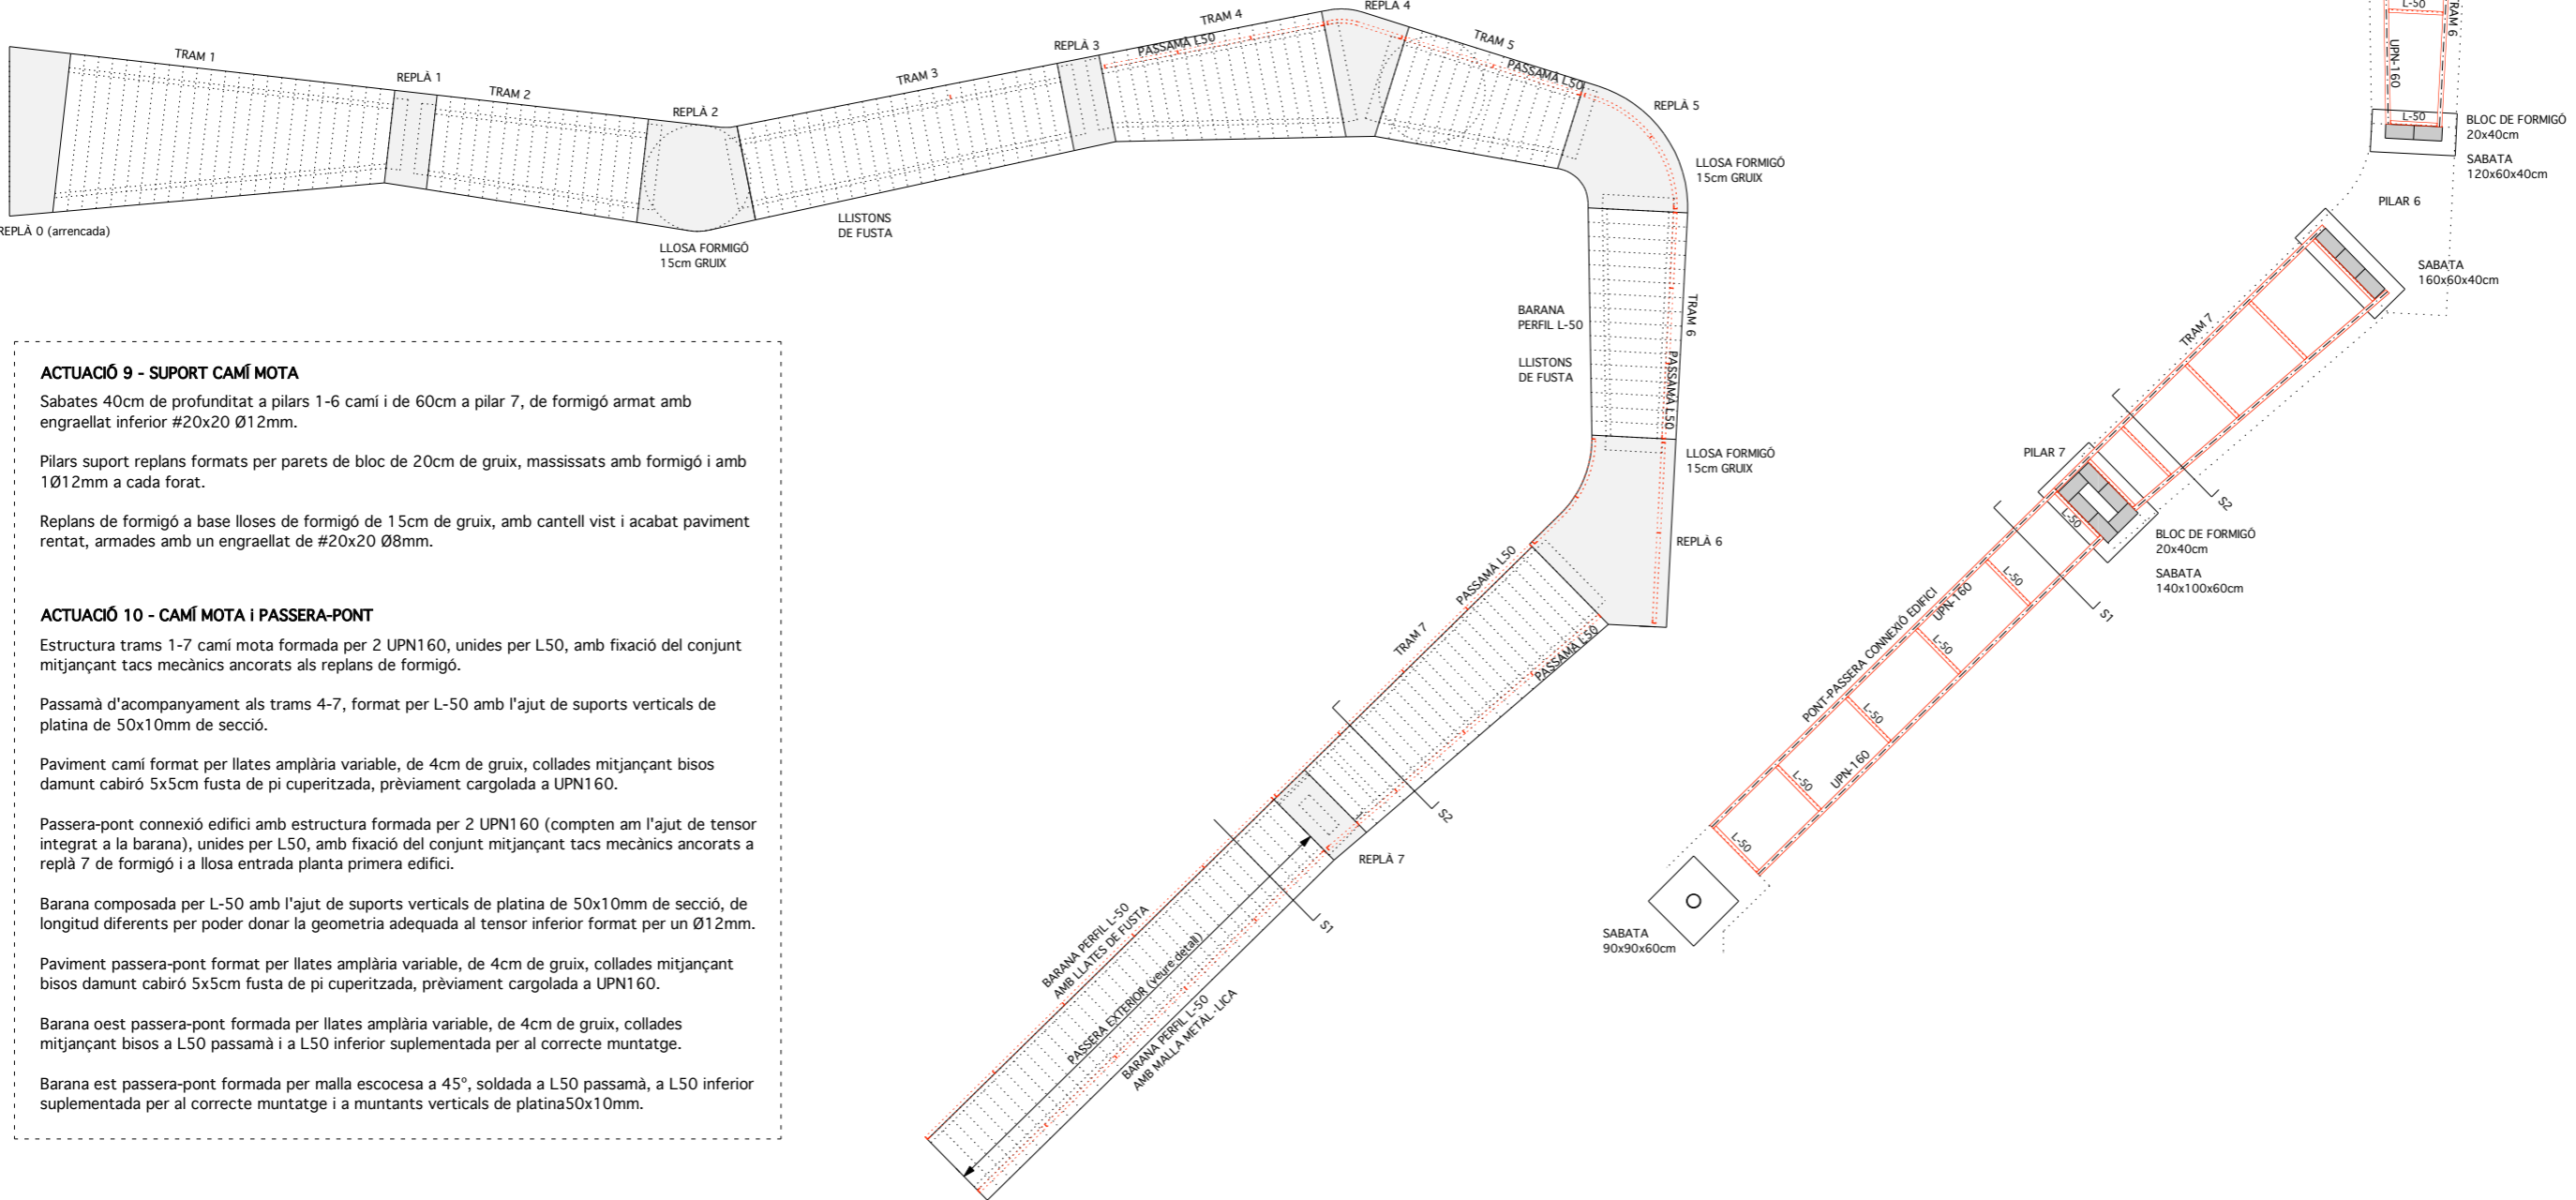 TRAM 1
REPLÀ 1
TRAM 2
REPLÀ 2
TRAM 3
REPLÀ 3
PASSAMÀ L50
TRAM 4
REPLÀ 4
TRAM 5
PASSAMÀ L50
REPLÀ 5
REPLÀ 0 (arrencada)
LLOSA FORMIGÓ
15cm GRUIX
LLISTONS
DE FUSTA
LLOSA FORMIGÓ
15cm GRUIX
BARANA
PERFIL L-50
LLISTONS
DE FUSTA
TRAM 6
PASSAMÀ L50
LLOSA FORMIGÓ
15cm GRUIX
REPLÀ 6
PASSAMÀ L50
TRAM 7
PASSAMÀ L50
S2
REPLÀ 7
S1
BARANA PERFIL L-50
AMB LLATES DE FUSTA
PASSERA EXTERIOR (veure detall)
BARANA PERFIL L-50
AMB MALLA METÀL·LICA
L-50
TRAM 6
UPN-160
L-50
BLOC DE FORMIGÓ
20x40cm
SABATA
120x60x40cm
PILAR 6
SABATA
160x60x40cm
TRAM 7
PILAR 7
S2
L-50
BLOC DE FORMIGÓ
20x40cm
SABATA
140x100x60cm
S1
L-50
PONT-PASSERA CONNEXIÓ EDIFICI
UPN-160
L-50
L-50
UPN-160
L-50
L-50
SABATA
90x90x60cm
ACTUACIÓ 9 - SUPORT CAMÍ MOTA
Sabates 40cm de profunditat a pilars 1-6 camí i de 60cm a pilar 7, de formigó armat amb
engraellat inferior #20x20 Ø12mm.
Pilars suport replans formats per parets de bloc de 20cm de gruix, massissats amb formigó i amb
1Ø12mm a cada forat.
Replans de formigó a base lloses de formigó de 15cm de gruix, amb cantell vist i acabat paviment
rentat, armades amb un engraellat de #20x20 Ø8mm.
ACTUACIÓ 10 - CAMÍ MOTA i PASSERA-PONT
Estructura trams 1-7 camí mota formada per 2 UPN160, unides per L50, amb fixació del conjunt
mitjançant tacs mecànics ancorats als replans de formigó.
Passamà d'acompanyament als trams 4-7, format per L-50 amb l'ajut de suports verticals de
platina de 50x10mm de secció.
Paviment camí format per llates amplària variable, de 4cm de gruix, collades mitjançant bisos
damunt cabiró 5x5cm fusta de pi cuperitzada, prèviament cargolada a UPN160.
Passera-pont connexió edifici amb estructura formada per 2 UPN160 (compten am l'ajut de tensor
integrat a la barana), unides per L50, amb fixació del conjunt mitjançant tacs mecànics ancorats a
replà 7 de formigó i a llosa entrada planta primera edifici.
Barana composada per L-50 amb l'ajut de suports verticals de platina de 50x10mm de secció, de
longitud diferents per poder donar la geometria adequada al tensor inferior format per un Ø12mm.
Paviment passera-pont format per llates amplària variable, de 4cm de gruix, collades mitjançant
bisos damunt cabiró 5x5cm fusta de pi cuperitzada, prèviament cargolada a UPN160.
Barana oest passera-pont formada per llates amplària variable, de 4cm de gruix, collades
mitjançant bisos a L50 passamà i a L50 inferior suplementada per al correcte muntatge.
Barana est passera-pont formada per malla escocesa a 45º, soldada a L50 passamà, a L50 inferior
suplementada per al correcte muntatge i a muntants verticals de platina50x10mm.